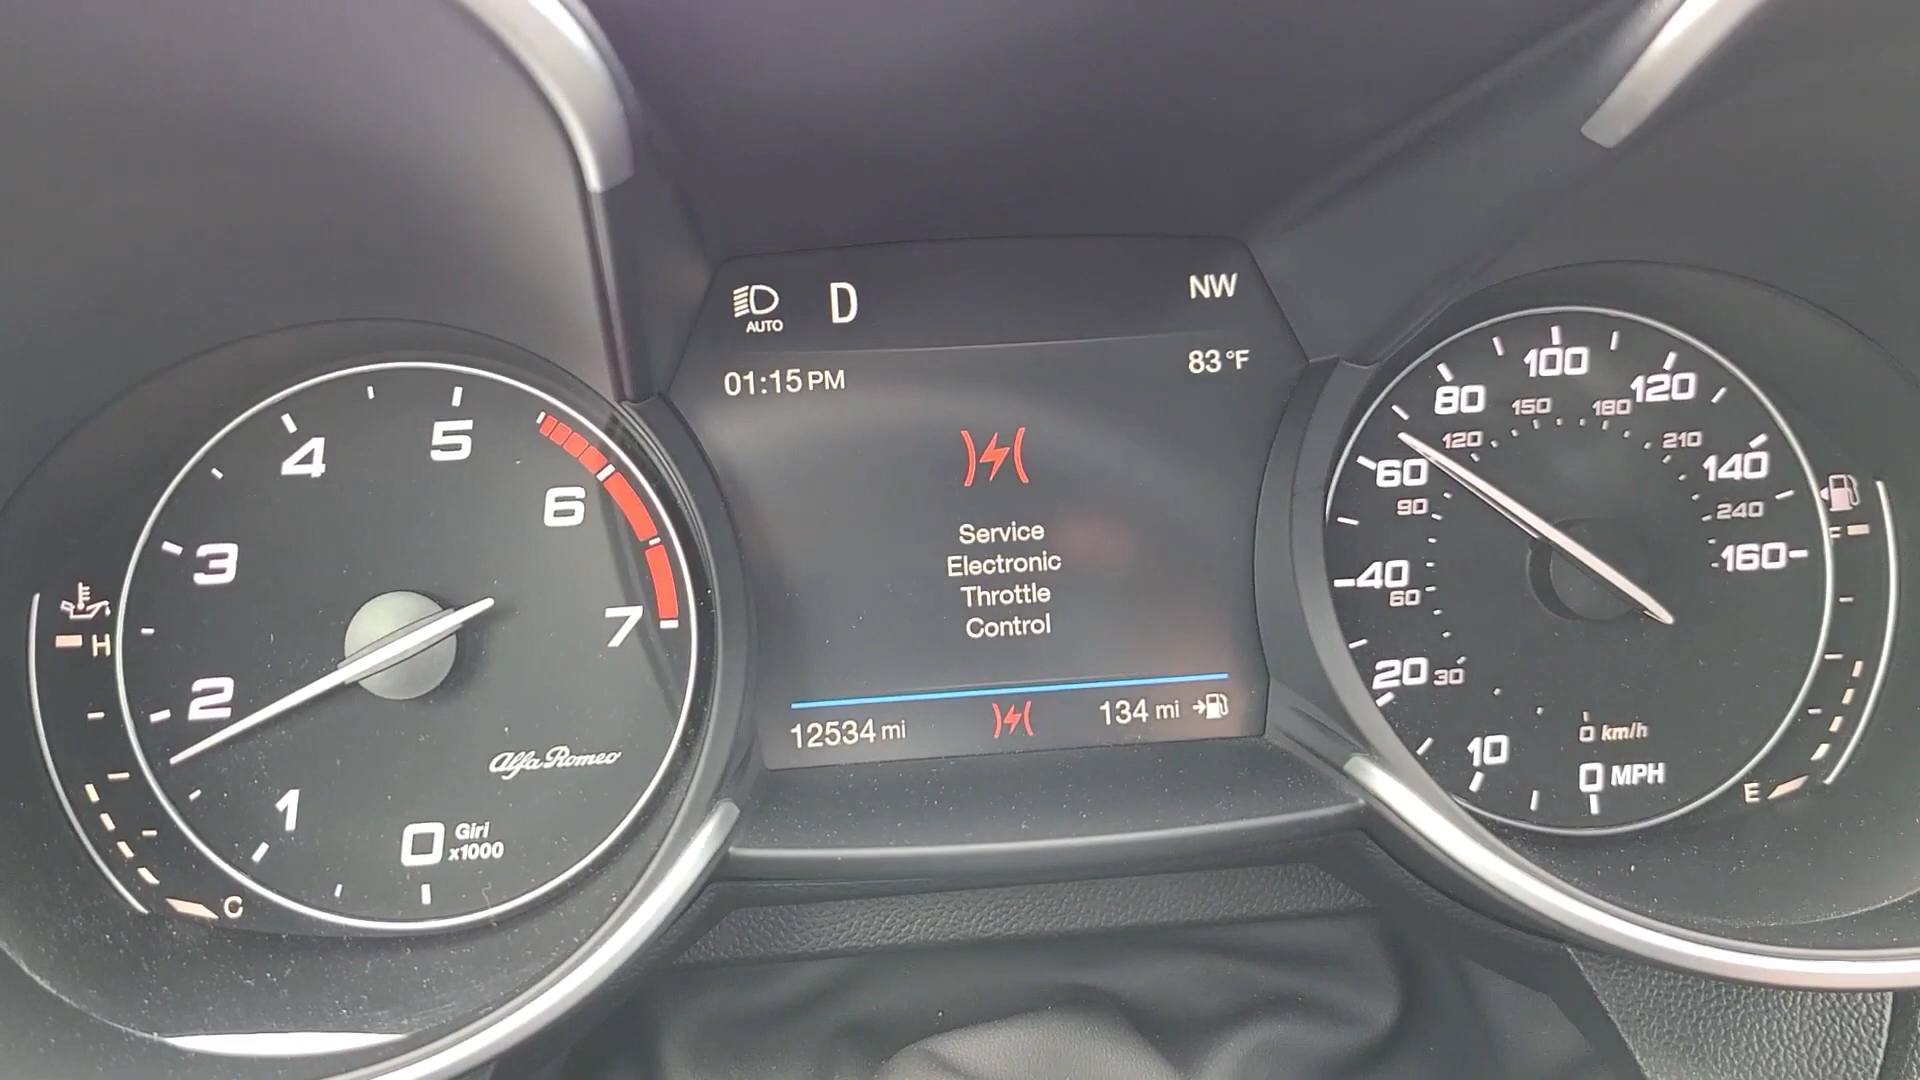 AUTO D NW
01:15 PM 83 °F
Service
Electronic
Throttle
Control
12534 mi 134 mi
1 2 3 4 5 6 7
Alfa Romeo
0 Giri
x1000
H
C
10 20 40 60 80 100 120 140 160
30 60 90 120 150 180 210 240
0 km/h
0 MPH
F
E